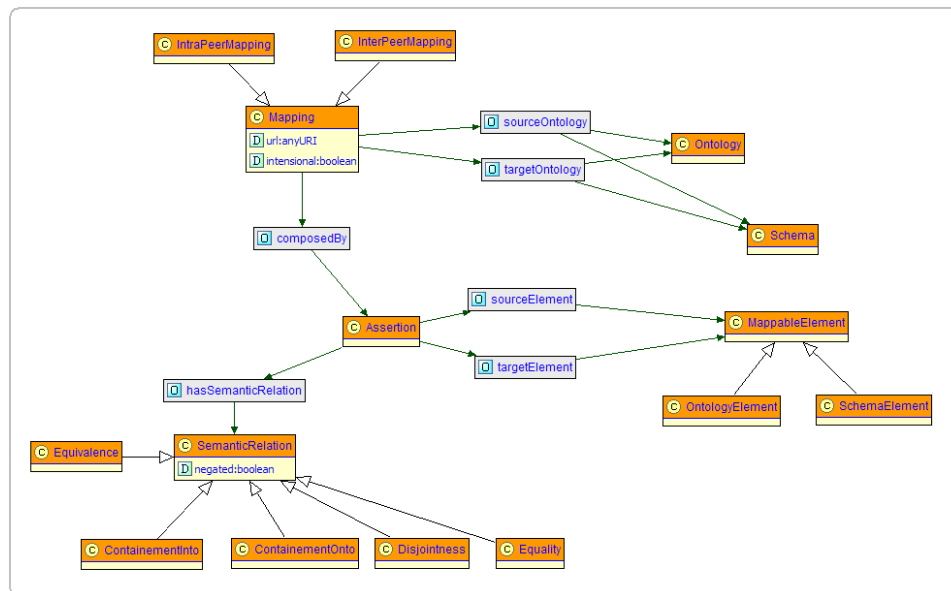 C IntraPeerMapping
C InterPeerMapping
C Mapping
D url:anyURI
D intensional:boolean
O sourceOntology
O targetOntology
C Ontology
C Schema
O composedBy
C Assertion
O sourceElement
O targetElement
C MappableElement
C OntologyElement
C SchemaElement
O hasSemanticRelation
C Equivalence
C SemanticRelation
D negated:boolean
C ContainementInto
C ContainementOnto
C Disjointness
C Equality